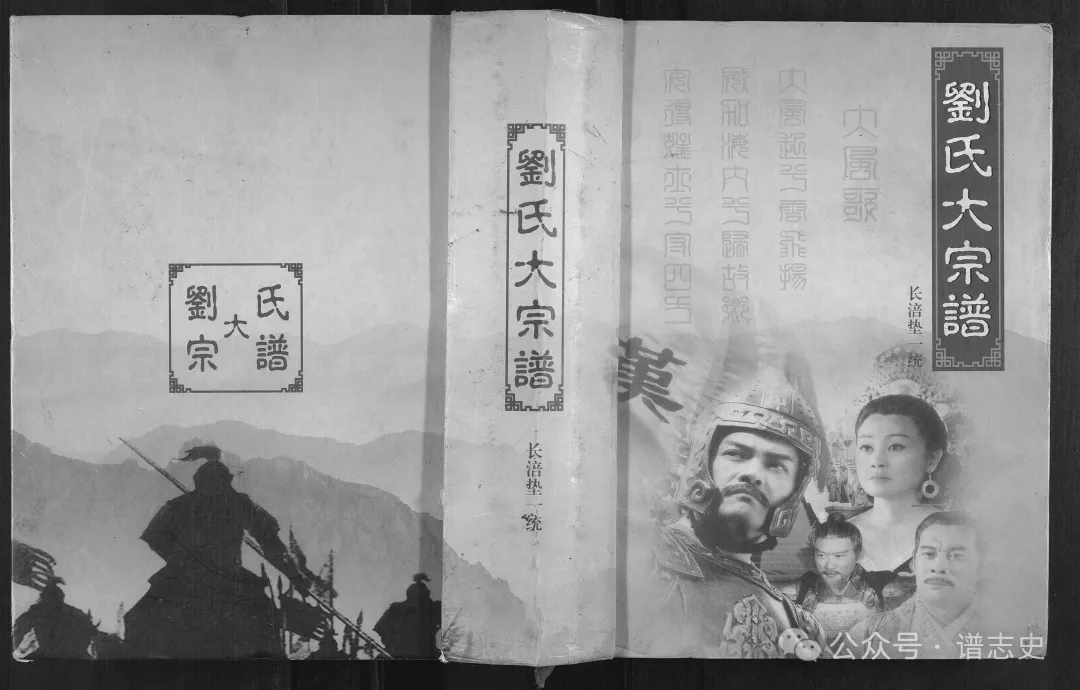 劉氏大宗譜
长涪垫一统
大風歌
大風起兮雲飛揚
威加海内兮歸故鄉
安得猛士兮守四方
漢
劉氏大宗譜
长涪垫一统
劉氏
大
宗譜
公众号 · 谱志史